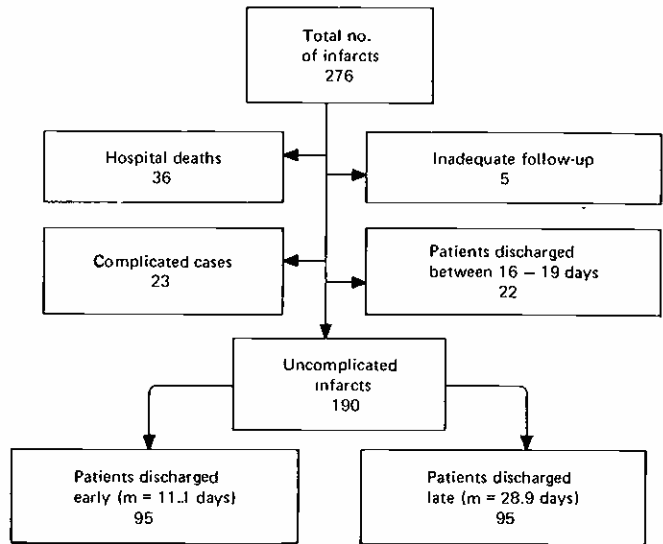 Total no.
of infarcts
276
Hospital deaths
36
Inadequate follow-up
5
Complicated cases
23
Patients discharged
between 16 – 19 days
22
Uncomplicated
infarcts
190
Patients discharged
early (m = 11.1 days)
95
Patients discharged
late (m = 28.9 days)
95